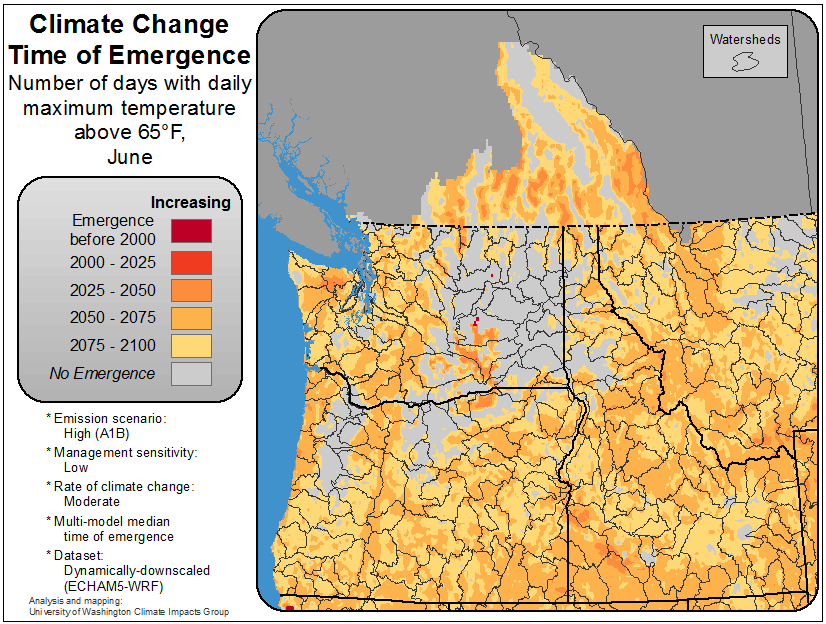 Climate Change
Time of Emergence
Number of days with daily
maximum temperature
above 65°F,
June
Increasing
Emergence
before 2000
2000 - 2025
2025 - 2050
2050 - 2075
2075 - 2100
No Emergence
* Emission scenario:
High (A1B)
* Management sensitivity:
Low
* Rate of climate change:
Moderate
* Multi-model median
time of emergence
* Dataset:
Dynamically-downscaled
(ECHAM5-WRF)
Analysis and mapping:
University of Washington Climate Impacts Group
Watersheds